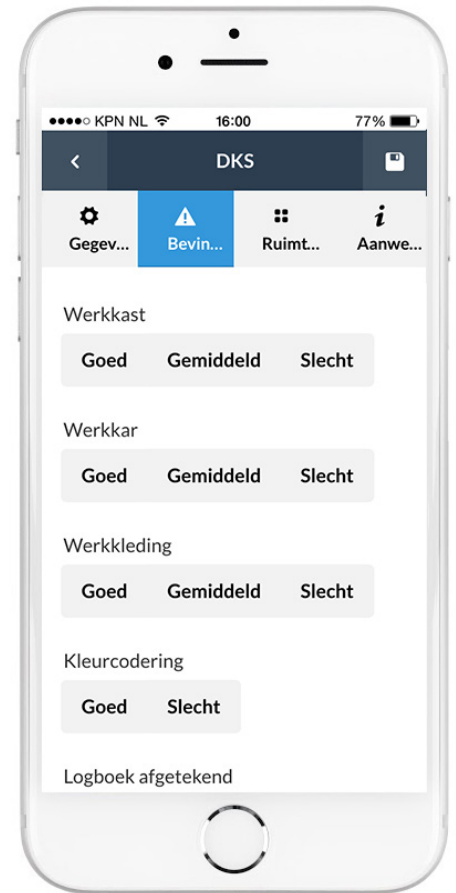 KPN NL 16:00 77%
DKS
Gegev... Bevin... Ruimt... Aanwe...
Werkkast
Goed Gemiddeld Slecht
Werkkar
Goed Gemiddeld Slecht
Werkkleding
Goed Gemiddeld Slecht
Kleurcodering
Goed Slecht
Logboek afgetekend